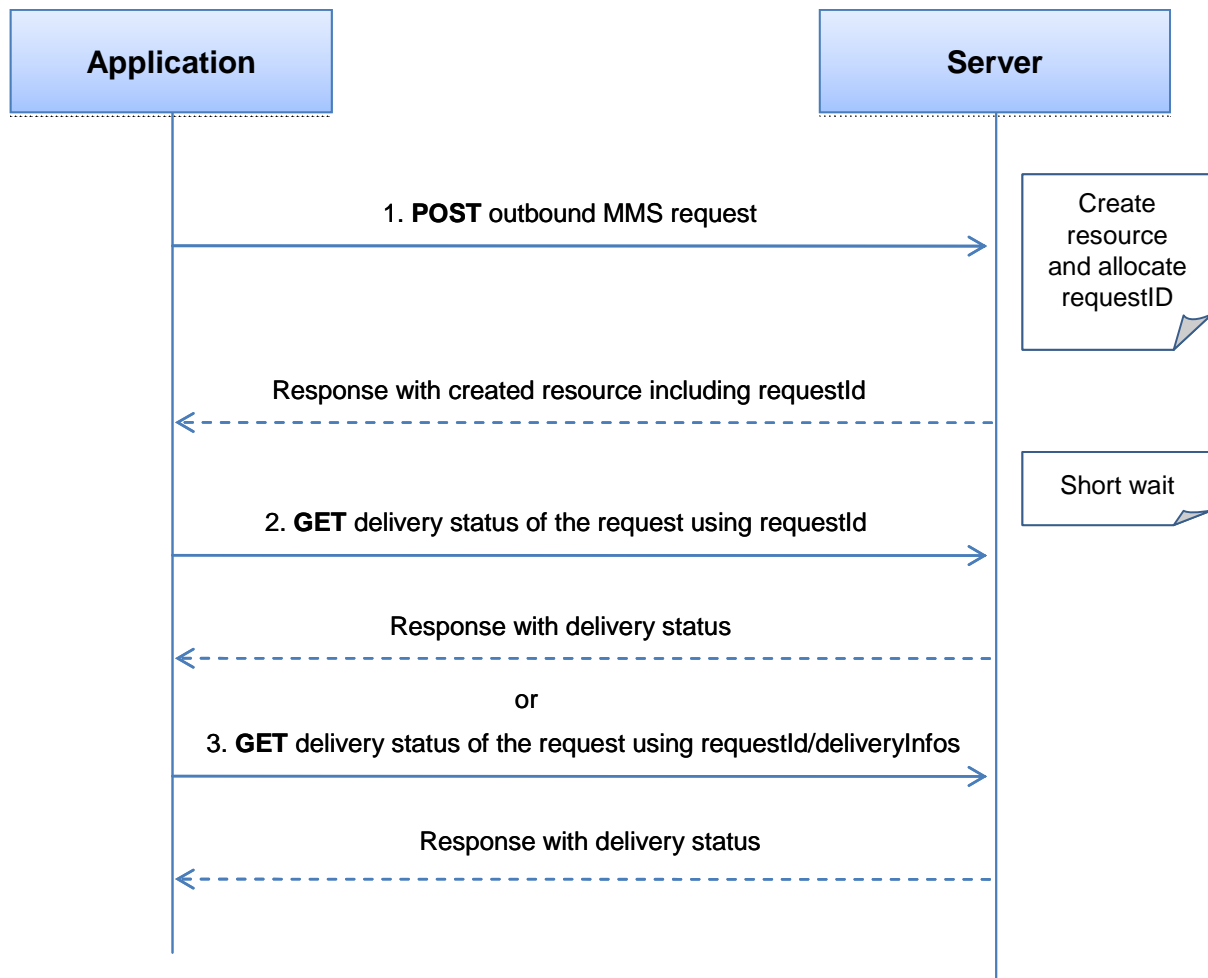 Application
Server
1. POST outbound MMS request
Create
resource
and allocate
requestID
Response with created resource including requestId
Short wait
2. GET delivery status of the request using requestId
Response with delivery status
or
3. GET delivery status of the request using requestId/deliveryInfos
Response with delivery status